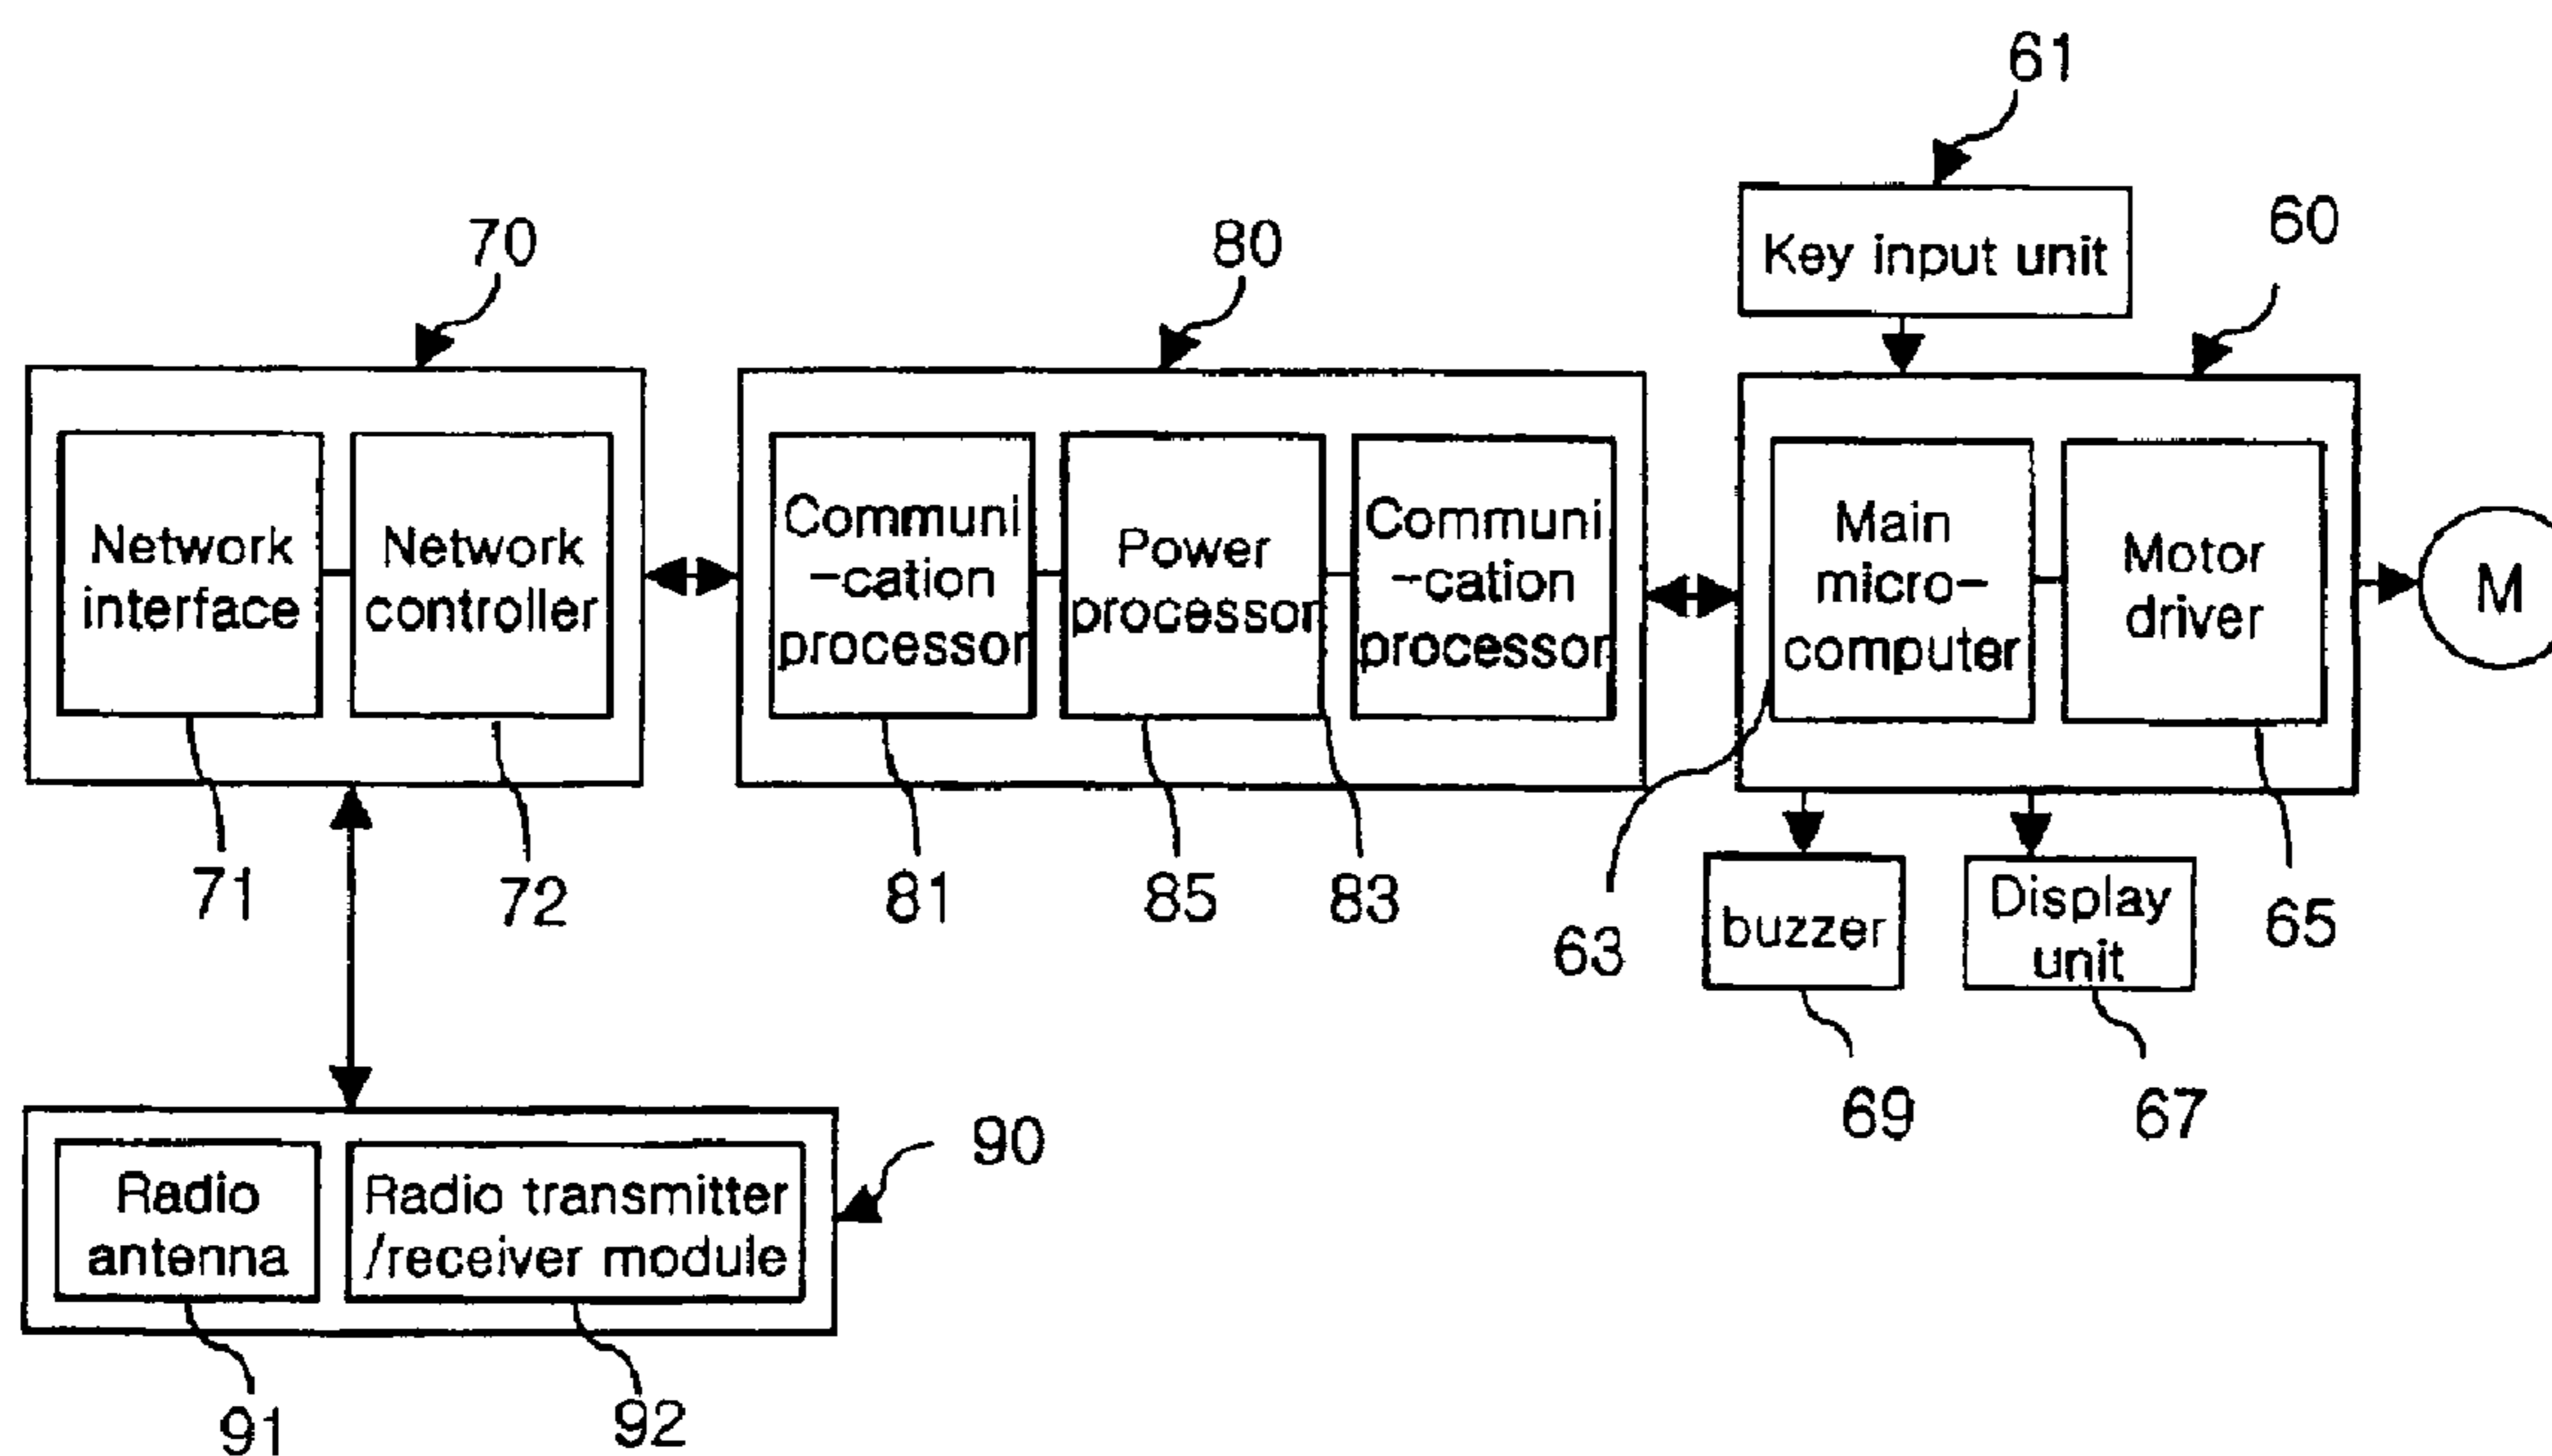 61
Key input unit
60
70
80
Network
interface
Network
controller
Communi
-cation
processor
Power
processor
Communi
-cation
processor
Main
micro-
computer
Motor
driver
M
71
72
81
85
83
63
buzzer
Display
unit
65
69
67
90
Radio
antenna
Radio transmitter
/receiver module
91
92